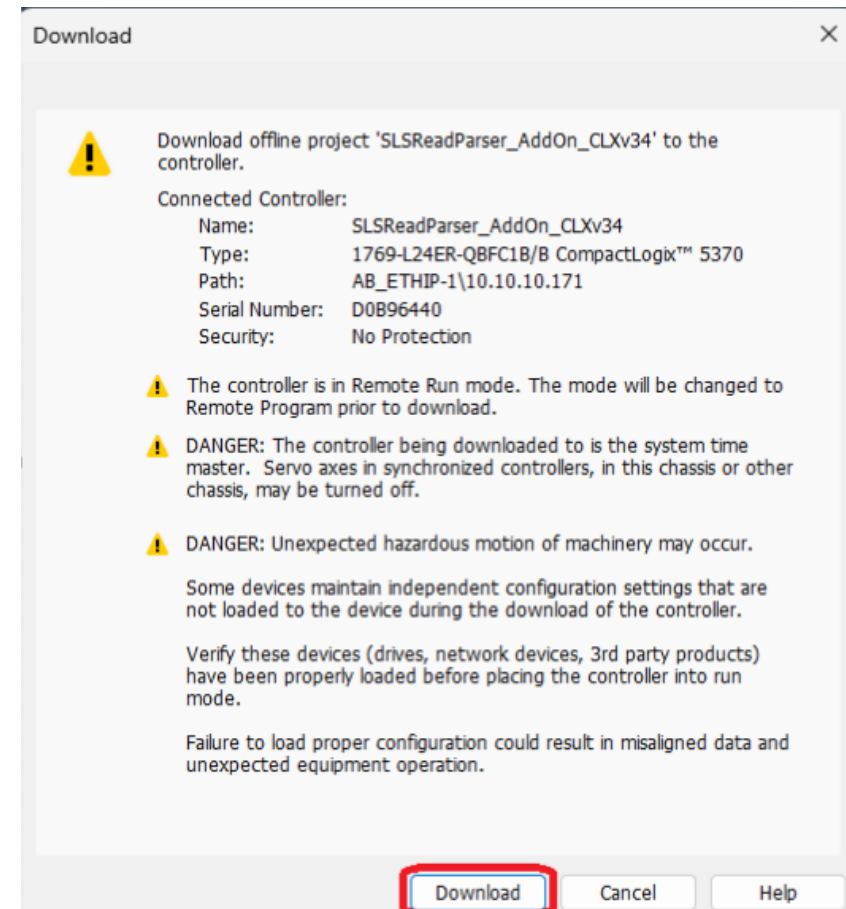 Download
Download offline project 'SLSReadParser_AddOn_CLXv34' to the
controller.
Connected Controller:
Name: SLSReadParser_AddOn_CLXv34
Type: 1769-L24ER-QBFC1B/B CompactLogix™ 5370
Path: AB_ETHIP-1\10.10.10.171
Serial Number: D0B96440
Security: No Protection
The controller is in Remote Run mode. The mode will be changed to
Remote Program prior to download.
DANGER: The controller being downloaded to is the system time
master. Servo axes in synchronized controllers, in this chassis or other
chassis, may be turned off.
DANGER: Unexpected hazardous motion of machinery may occur.
Some devices maintain independent configuration settings that are
not loaded to the device during the download of the controller.
Verify these devices (drives, network devices, 3rd party products)
have been properly loaded before placing the controller into run
mode.
Failure to load proper configuration could result in misaligned data and
unexpected equipment operation.
Download Cancel Help